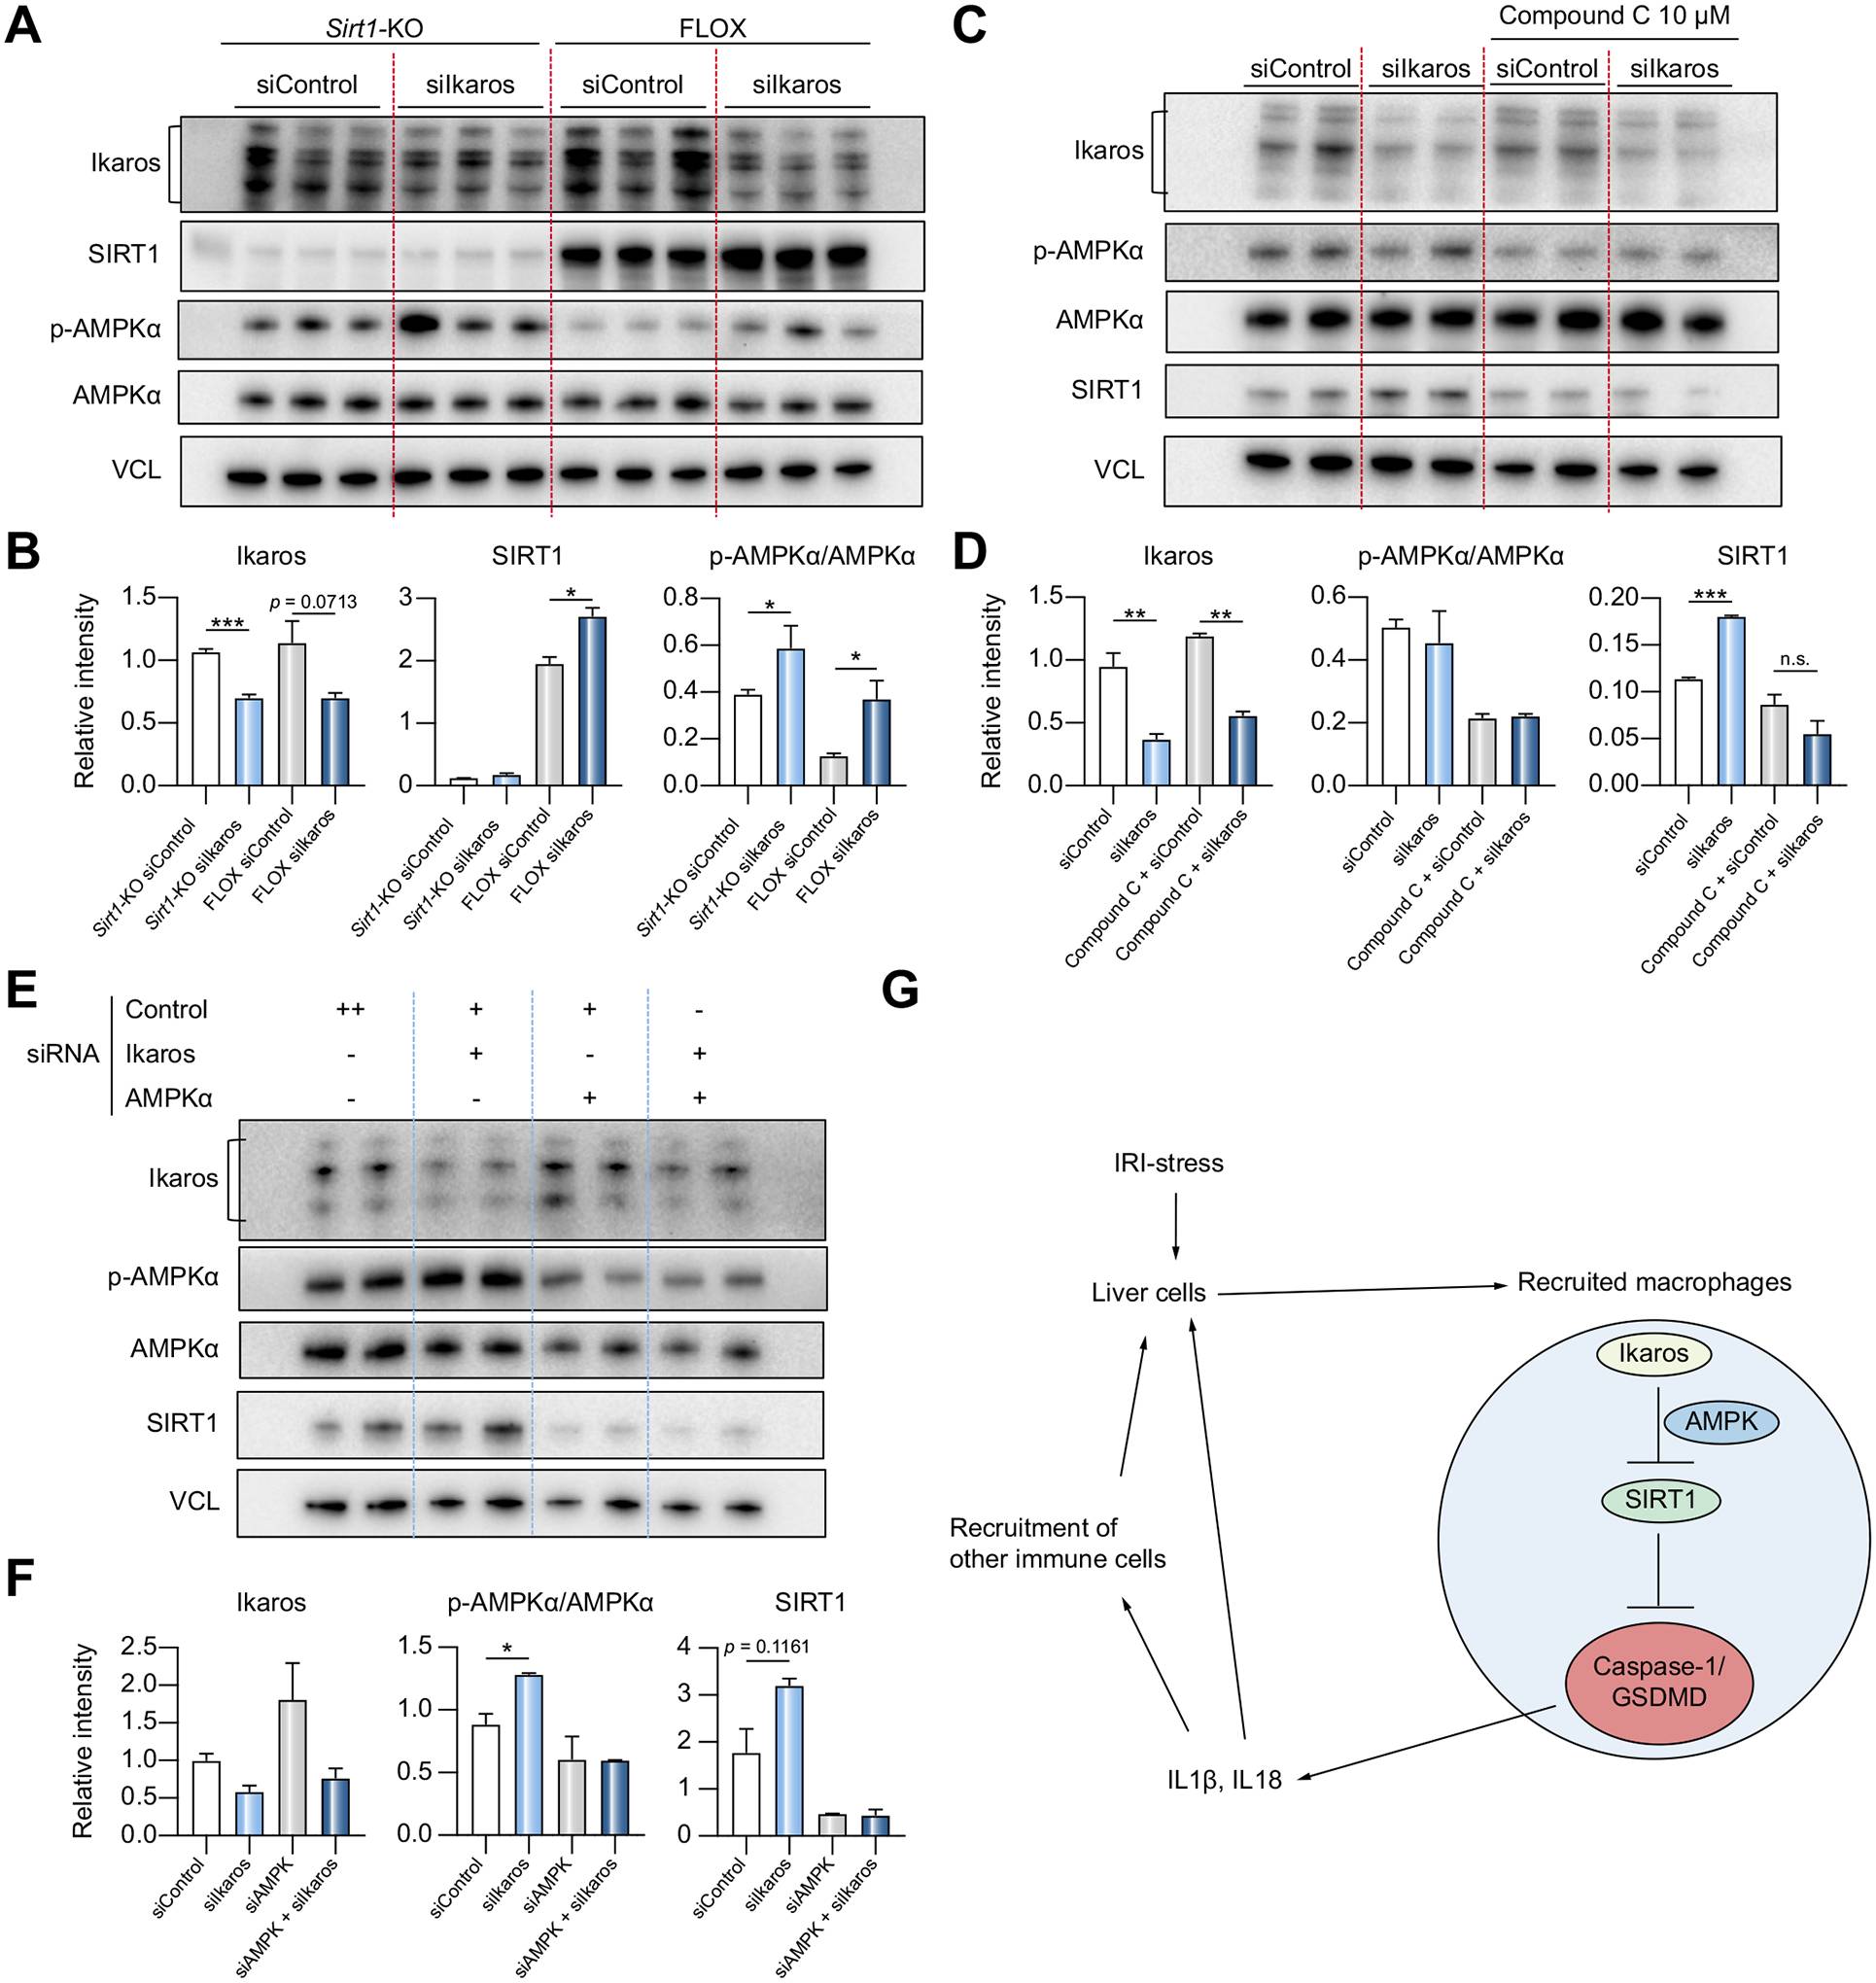 A
Sirt1-KO
FLOX
siControl
siIkaros
siControl
siIkaros
Ikaros
SIRT1
p-AMPKα
AMPKα
VCL
B
Ikaros
Relative intensity
1.5
1.0
0.5
0.0
***
p = 0.0713
Sirt1-KO siControl
Sirt1-KO siIkaros
FLOX siControl
FLOX siIkaros
SIRT1
3
2
1
0
*
Sirt1-KO siControl
Sirt1-KO siIkaros
FLOX siControl
FLOX siIkaros
p-AMPKα/AMPKα
0.8
0.6
0.4
0.2
0.0
*
*
Sirt1-KO siControl
Sirt1-KO siIkaros
FLOX siControl
FLOX siIkaros
C
Compound C 10 µM
siControl
siIkaros
siControl
siIkaros
Ikaros
p-AMPKα
AMPKα
SIRT1
VCL
D
Ikaros
Relative intensity
1.5
1.0
0.5
0.0
**
**
siControl
siIkaros
Compound C + siControl
Compound C + siIkaros
p-AMPKα/AMPKα
0.6
0.4
0.2
0.0
siControl
siIkaros
Compound C + siControl
Compound C + siIkaros
SIRT1
0.20
0.15
0.10
0.05
0.00
***
n.s.
siControl
siIkaros
Compound C + siControl
Compound C + siIkaros
E
siRNA
Control ++ + + -
Ikaros - + - +
AMPKα - - + +
Ikaros
p-AMPKα
AMPKα
SIRT1
VCL
F
Ikaros
Relative intensity
2.5
2.0
1.5
1.0
0.5
0.0
siControl
siIkaros
siAMPK
siAMPK + siIkaros
p-AMPKα/AMPKα
1.5
1.0
0.5
0.0
*
siControl
siIkaros
siAMPK
siAMPK + siIkaros
SIRT1
4
3
2
1
0
p = 0.1161
siControl
siIkaros
siAMPK
siAMPK + siIkaros
G
IRI-stress
Liver cells
Recruited macrophages
Ikaros
AMPK
SIRT1
Caspase-1/
GSDMD
Recruitment of
other immune cells
IL1β, IL18